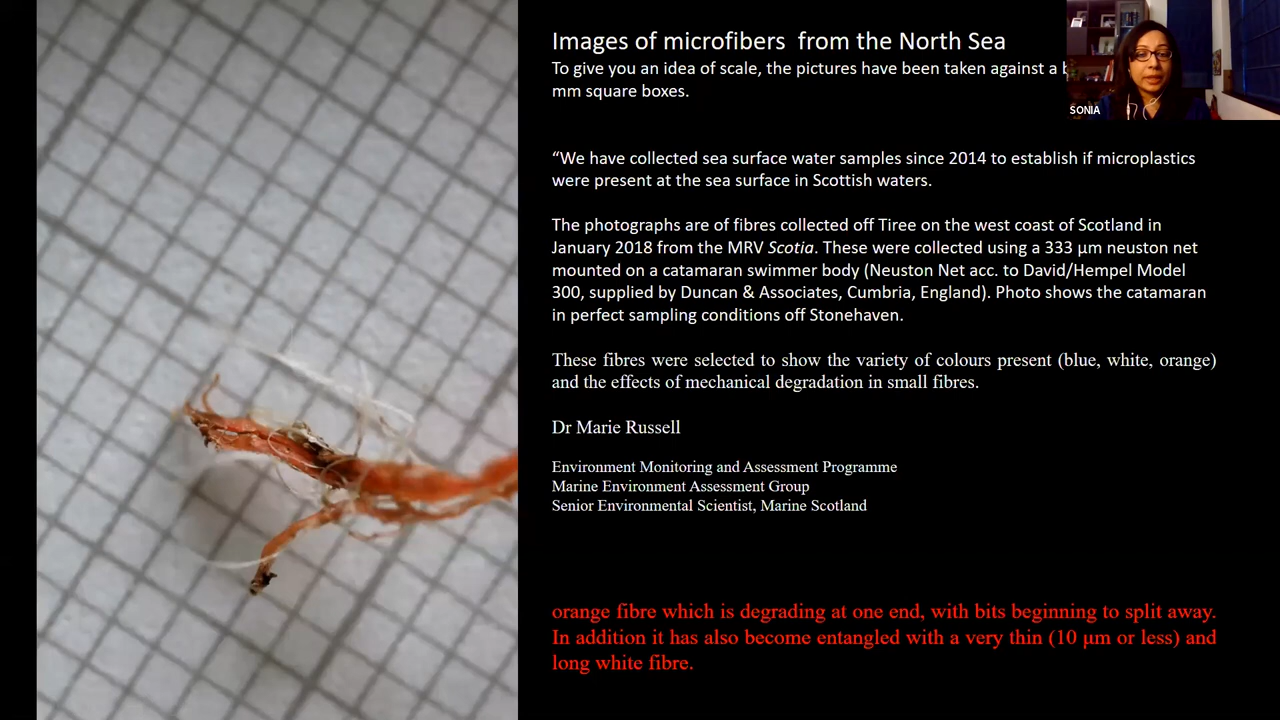 Images of microfibers  from the North Sea
To give you an idea of scale, the pictures have been taken against a
mm square boxes.
SONIA
“We have collected sea surface water samples since 2014 to establish if microplastics
were present at the sea surface in Scottish waters.
The photographs are of fibres collected off Tiree on the west coast of Scotland in
January 2018 from the MRV Scotia. These were collected using a 333 µm neuston net
mounted on a catamaran swimmer body (Neuston Net acc. to David/Hempel Model
300, supplied by Duncan & Associates, Cumbria, England). Photo shows the catamaran
in perfect sampling conditions off Stonehaven.
These fibres were selected to show the variety of colours present (blue, white, orange)
and the effects of mechanical degradation in small fibres.
Dr Marie Russell
Environment Monitoring and Assessment Programme
Marine Environment Assessment Group
Senior Environmental Scientist, Marine Scotland
orange fibre which is degrading at one end, with bits beginning to split away.
In addition it has also become entangled with a very thin (10 µm or less) and
long white fibre.